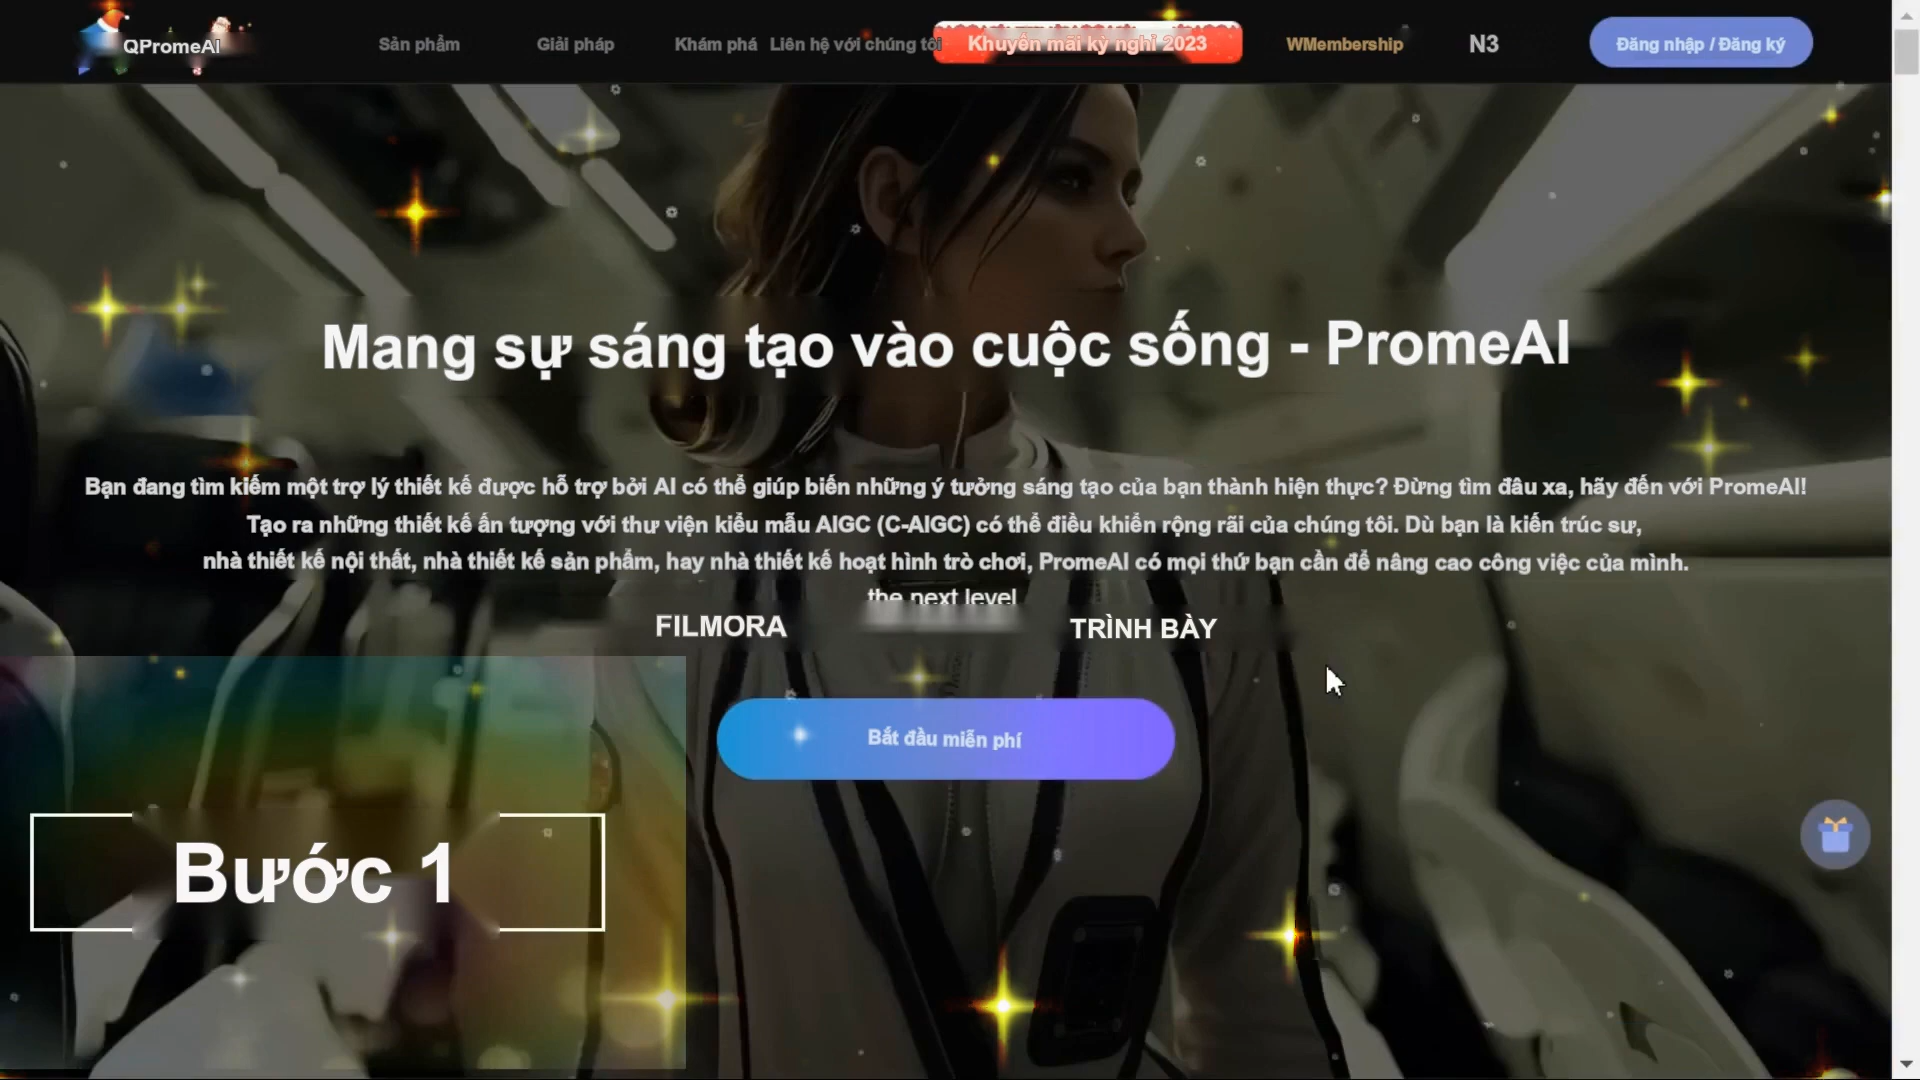 QPromeAI
Sản phẩm
Giải pháp
Khám phá
Liên hệ với chúng tôi
Khuyến mãi kỳ nghỉ 2023
WMembership
N3
Đăng nhập / Đăng ký
Mang sự sáng tạo vào cuộc sống - PromeAI
Bạn đang tìm kiếm một trợ lý thiết kế được hỗ trợ bởi AI có thể giúp biến những ý tưởng sáng tạo của bạn thành hiện thực? Đừng tìm đâu xa, hãy đến với PromeAI!
Tạo ra những thiết kế ấn tượng với thư viện kiểu mẫu AIGC (C-AIGC) có thể điều khiển rộng rãi của chúng tôi. Dù bạn là kiến trúc sư,
nhà thiết kế nội thất, nhà thiết kế sản phẩm, hay nhà thiết kế hoạt hình trò chơi, PromeAI có mọi thứ bạn cần để nâng cao công việc của mình.
the next level
FILMORA
TRÌNH BÀY
Bắt đầu miễn phí
Bước 1